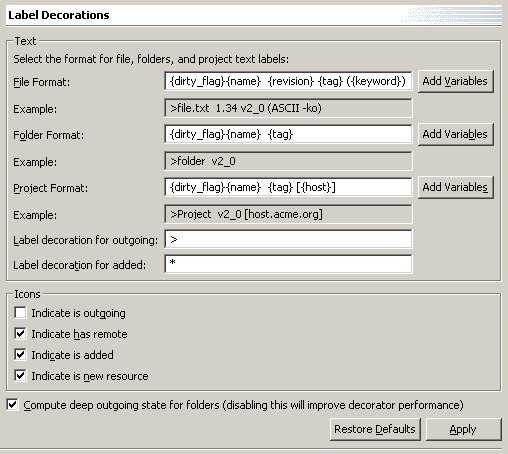 Label Decorations
Text
Select the format for file, folders, and project text labels:
File Format:
{dirty_flag}{name}  {revision} {tag} ({keyword})
Add Variables
Example:
>file.txt  1.34 v2_0 (ASCII -ko)
Folder Format:
{dirty_flag}{name}  {tag}
Add Variables
Example:
>folder  v2_0
Project Format:
{dirty_flag}{name}  {tag} [{host}]
Add Variables
Example:
>Project  v2_0 [host.acme.org]
Label decoration for outgoing:
>
Label decoration for added:
*
Icons
Indicate is outgoing
Indicate has remote
Indicate is added
Indicate is new resource
Compute deep outgoing state for folders (disabling this will improve decorator performance)
Restore Defaults
Apply